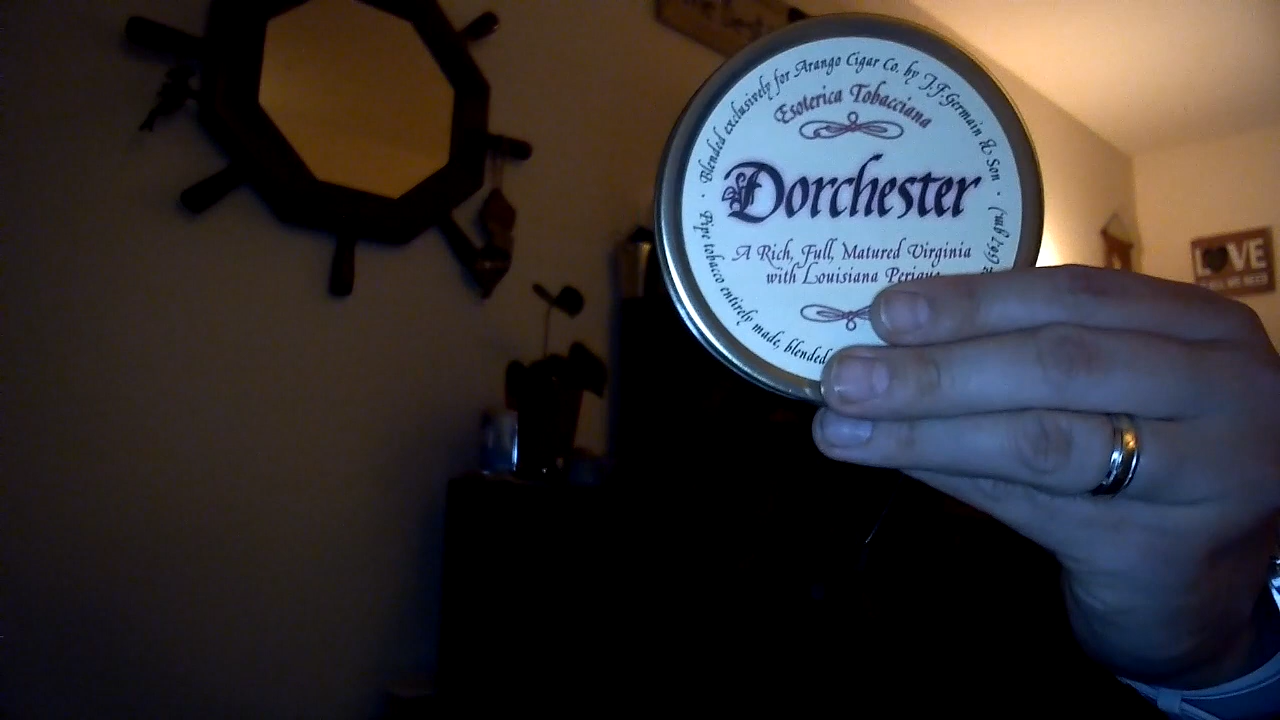 Blended exclusively for Arango Cigar Co. by J.F. Germain & Son
Esoterica Tobacciana
Dorchester
A Rich, Full, Matured Virginia
with Louisiana Perique
Pipe tobacco entirely made, blended
LOVE